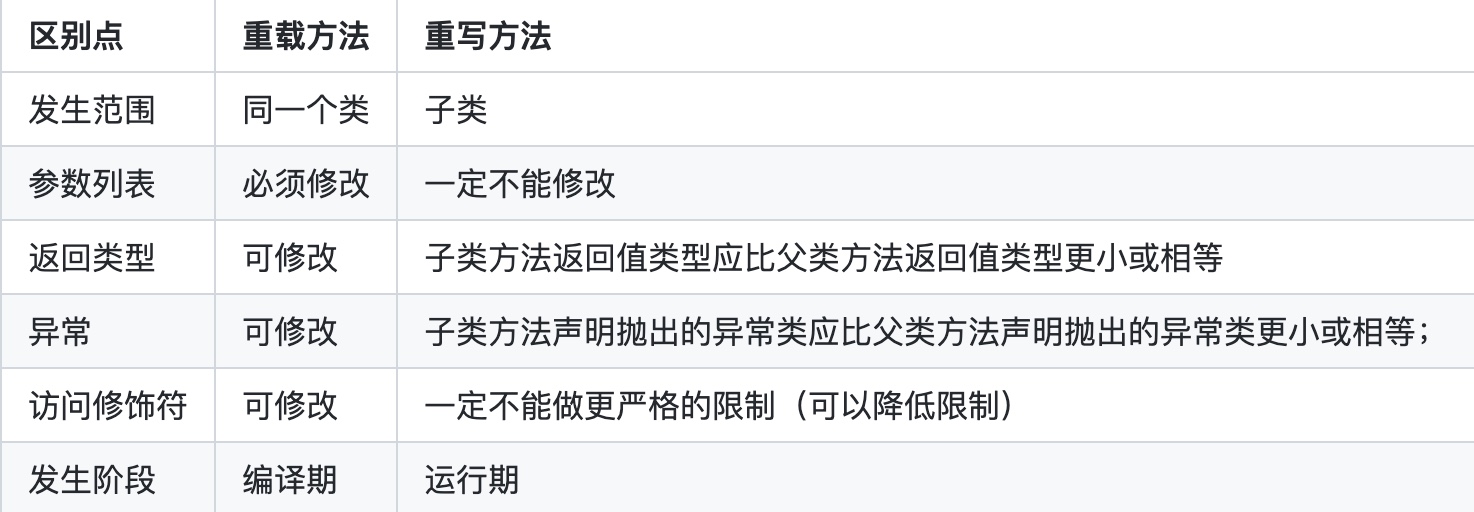 区别点 重载方法 重写方法
发生范围 同一个类 子类
参数列表 必须修改 一定不能修改
返回类型 可修改 子类方法返回值类型应比父类方法返回值类型更小或相等
异常 可修改 子类方法声明抛出的异常类应比父类方法声明抛出的异常类更小或相等;
访问修饰符 可修改 一定不能做更严格的限制（可以降低限制）
发生阶段 编译期 运行期